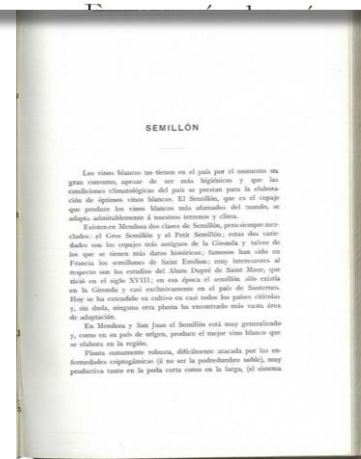 SEMILLÓN
Los vinos blancos no tienen en el país por el momento un
gran consumo, apesar de ser más higiénicos y que las
condiciones climatológicas del país se prestan para la elabora-
ción de óptimos vinos blancos. El Semillón, que es el cepaje
que produce los vinos blancos más afamados del mundo, se
adapta admirablemente á nuestros terrenos y clima.
Existen en Mendoza dos clases de Semillón, pero siempre mez-
clados: el Gros Semillón y el Petit Semillón; estas dos varie-
dades son los cepajes más antiguos de la Gironda y talvez de
los que se tienen más datos históricos; famosos han sido en
Francia los semillones de Saint Emilion; muy interesantes al
respecto son los estudios del Abate Dupré de Saint Maur, que
vivió en el siglo XVIII; en esa época el semillón sólo existía
en la Gironda y casi exclusivamente en el país de Sauternes.
Hoy se ha extendido su cultivo en casi todos los países vitícolas
y, sin duda, ninguna otra planta ha encontrado más vasta área
de adaptación.
En Mendoza y San Juan el Semillón está muy generalizado
y, como en su país de origen, produce el mejor vino blanco que
se elabora en la región.
Planta sumamente robusta, difícilmente atacada por las en-
fermedades criptogámicas (á no ser la podredumbre noble), muy
productiva tanto en la poda corta como en la larga, (el sistema